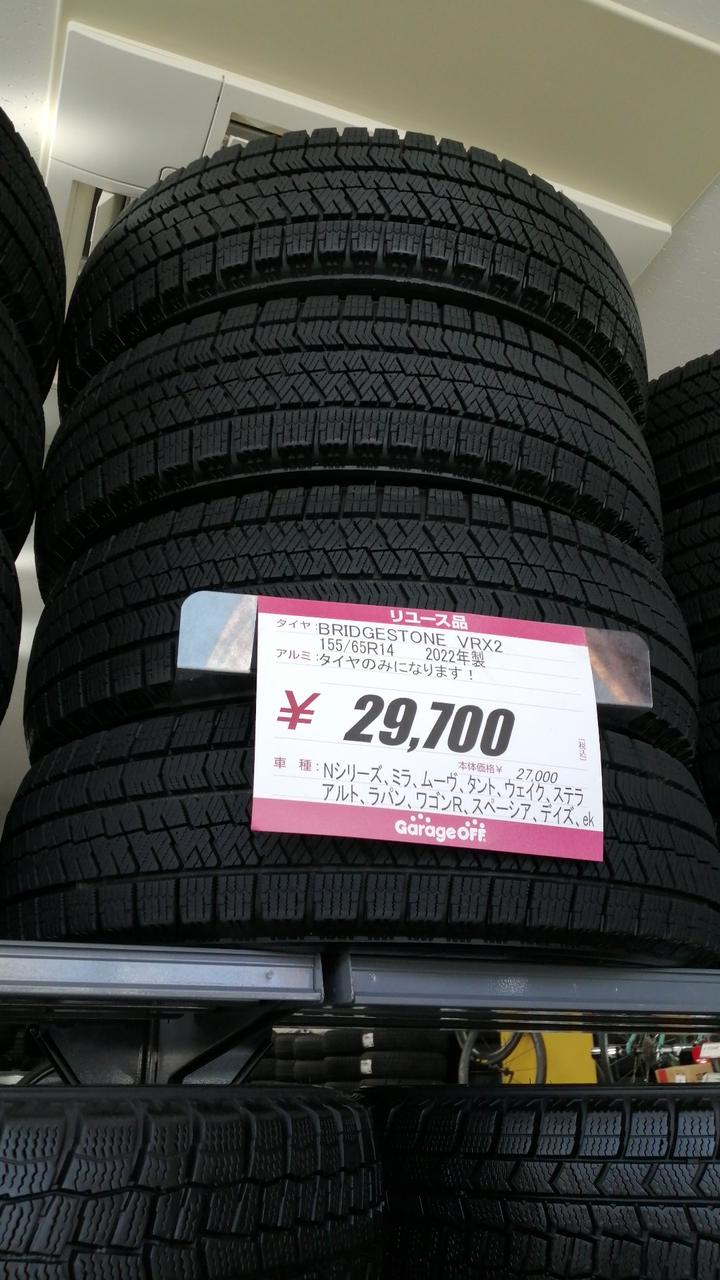 リユース品
タイヤ:BRIDGESTONE VRX2
155/65R14 2022年製
アルミ:タイヤのみになります!
¥ 29,700
[税込]
本体価格¥ 27,000
車 種:Nシリーズ、ミラ、ムーヴ、タント、ウェイク、ステラ
アルト、ラパン、ワゴンR、スペーシア、デイズ、ek
GarageOFF